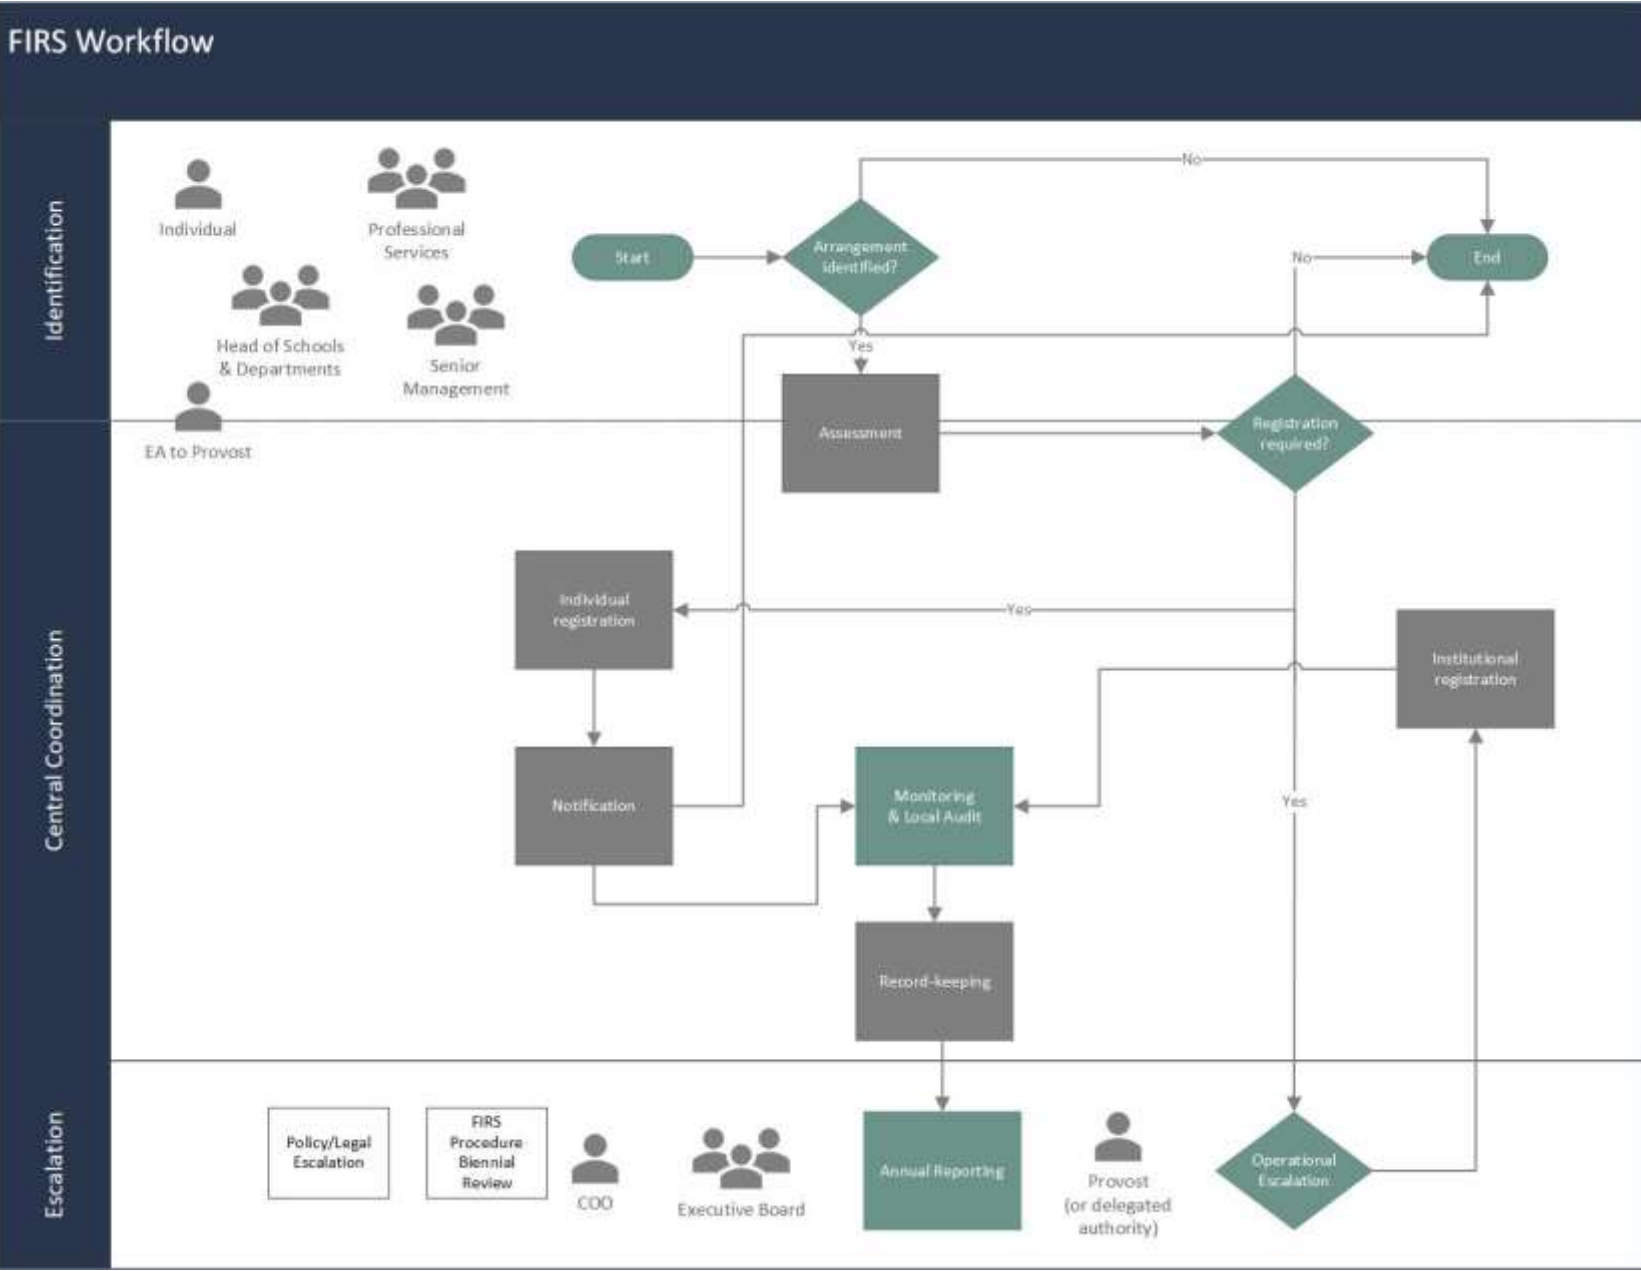 FIRS Workflow
Identification
Individual
Professional
Services
Head of Schools
& Departments
Senior
Management
EA to Provost
Start
Arrangement
identified?
No
No
End
Yes
Assessment
Registration
required?
Central Coordination
Individual
registration
Yes
Institutional
registration
Notification
Monitoring
& Local Audit
Yes
Record-keeping
Escalation
Policy/Legal
Escalation
FIRS
Procedure
Biennial
Review
COO
Executive Board
Annual Reporting
Provost
(or delegated
authority)
Operational
Escalation